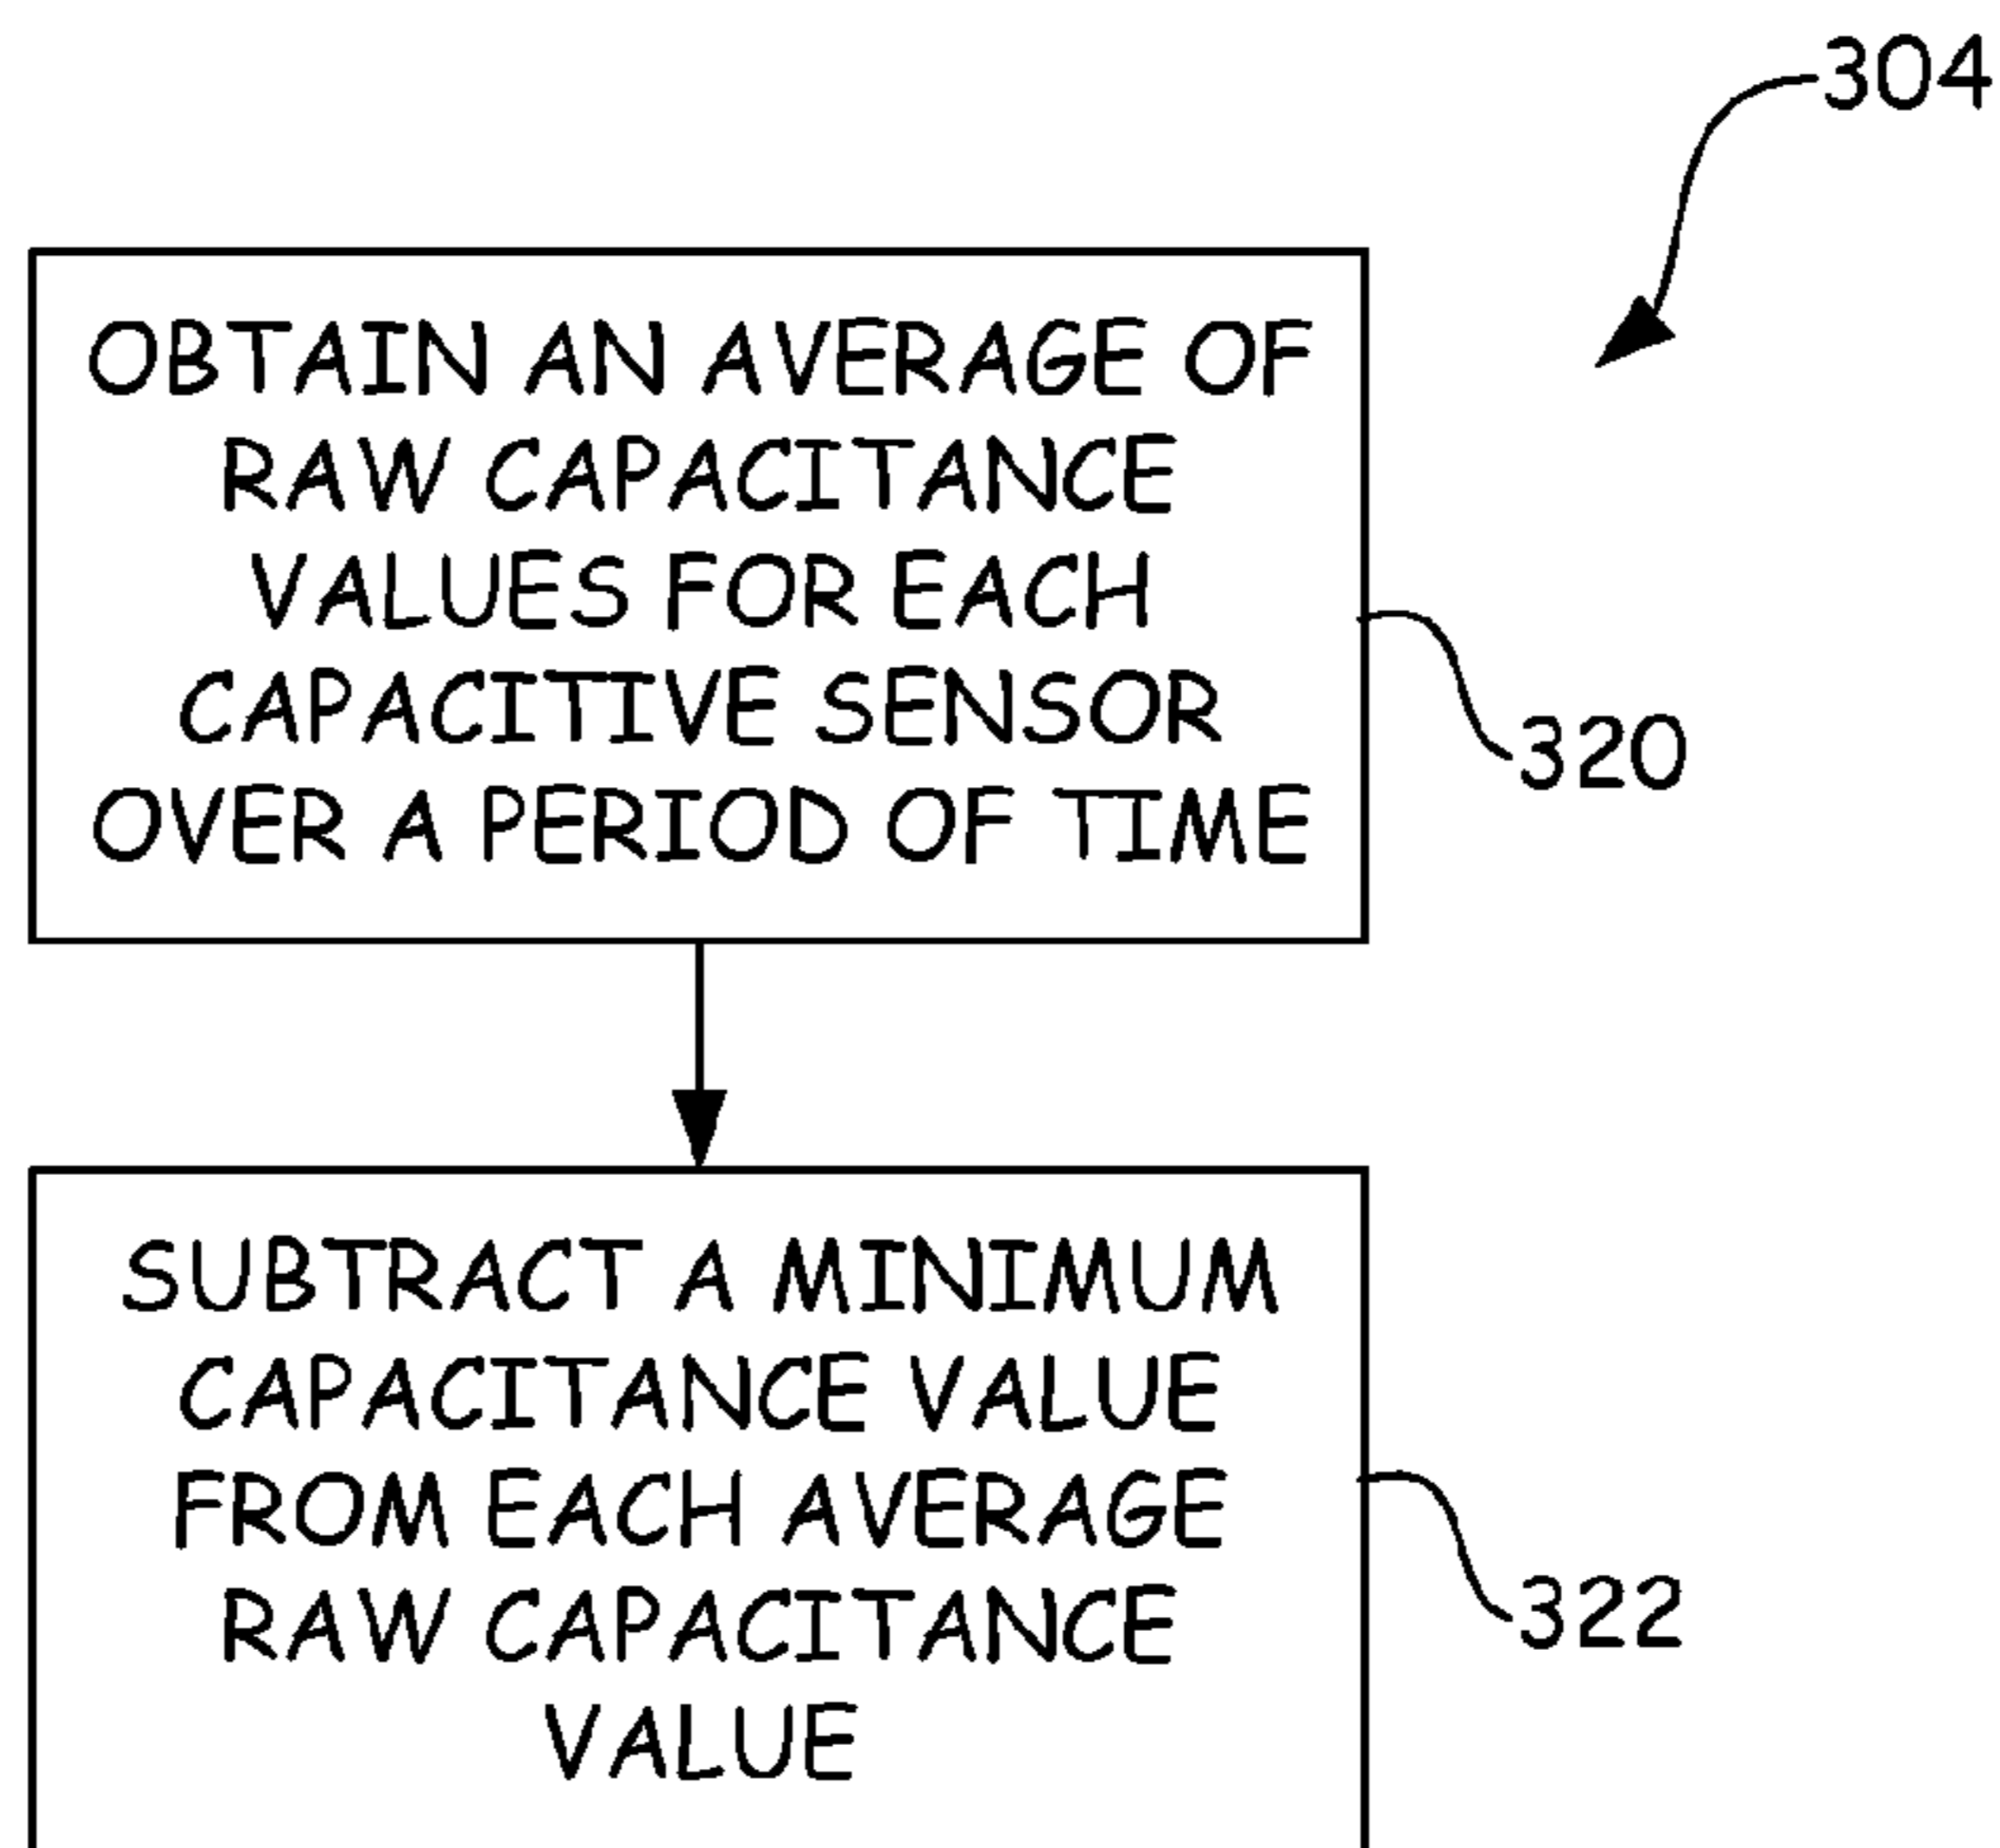 304
OBTAIN AN AVERAGE OF
RAW CAPACITANCE
VALUES FOR EACH
CAPACITIVE SENSOR
OVER A PERIOD OF TIME
320
SUBTRACT A MINIMUM
CAPACITANCE VALUE
FROM EACH AVERAGE
RAW CAPACITANCE
VALUE
322